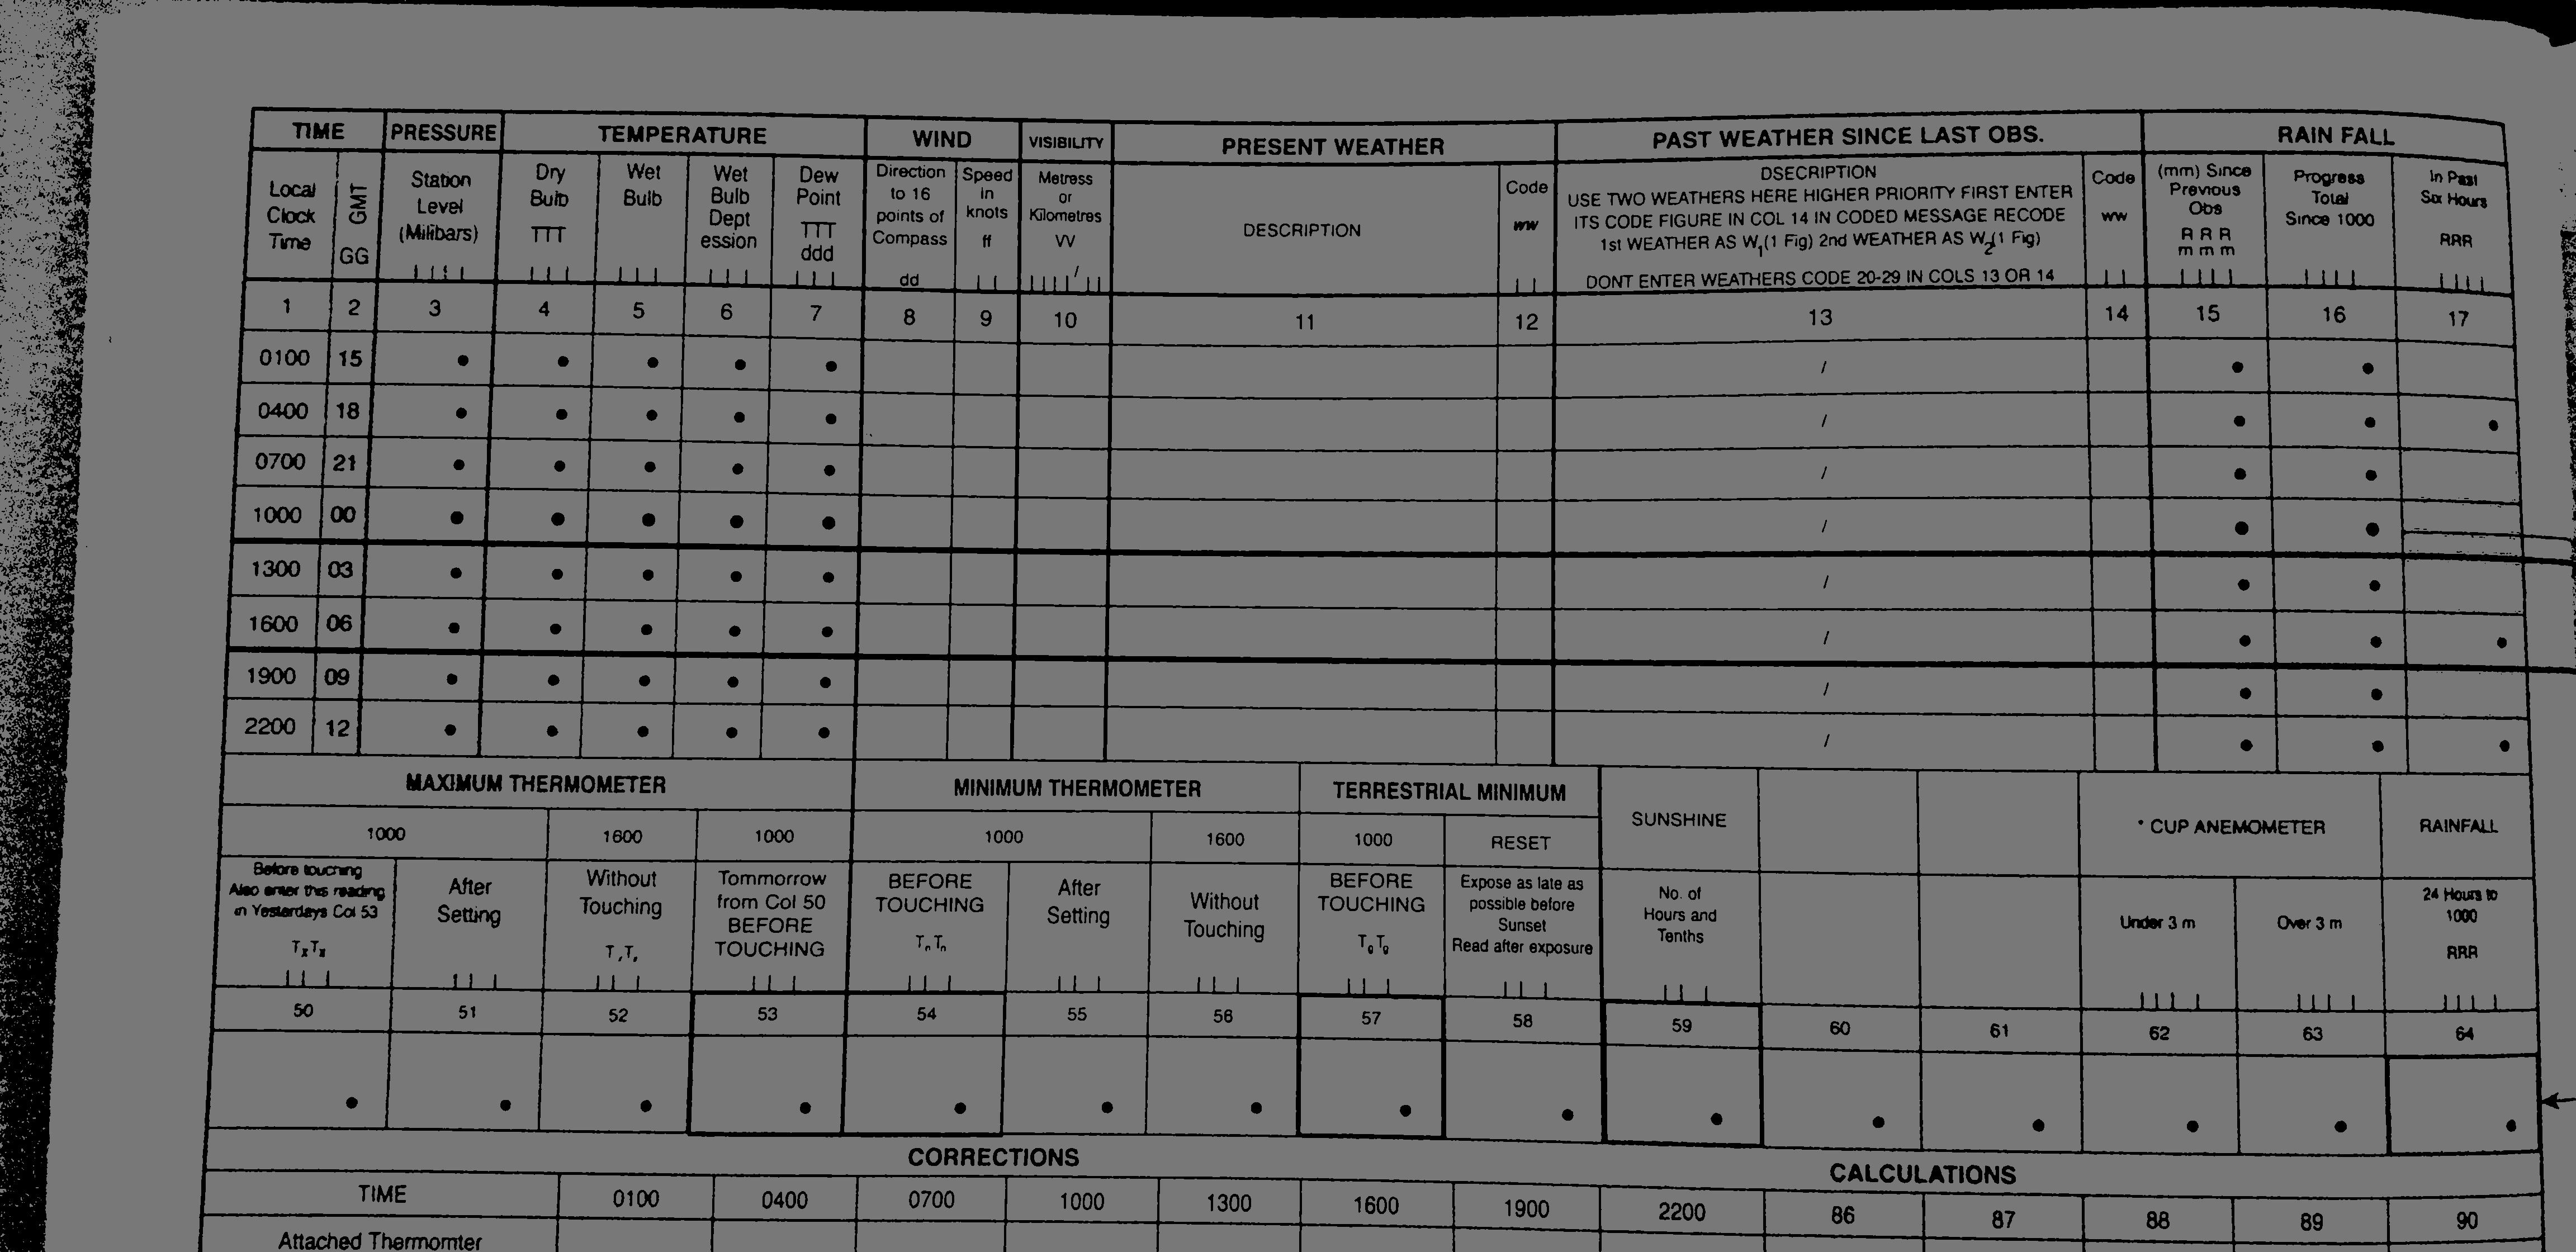 TIME PRESSURE TEMPERATURE WIND VISIBILITY PRESENT WEATHER PAST WEATHER SINCE LAST OBS. RAIN FALL
Local Clock Time
GMT GG
Station Level (Milibars)
Dry Bulb TTT
Wet Bulb
Wet Bulb Dept ession
Dew Point TTT ddd
Direction to 16 points of Compass dd
Speed in knots ff
Metress or Kilometres VV
DESCRIPTION
Code ww
DSECRIPTION
USE TWO WEATHERS HERE HIGHER PRIORITY FIRST ENTER
ITS CODE FIGURE IN COL 14 IN CODED MESSAGE RECODE
1st WEATHER AS W1(1 Fig) 2nd WEATHER AS W2(1 Fig)
DONT ENTER WEATHERS CODE 20-29 IN COLS 13 OR 14
Code ww
(mm) Since Previous Obs R R R m m m
Progress Total Since 1000
In Past Six Hours RRR
1 2 3 4 5 6 7 8 9 10 11 12 13 14 15 16 17
0100 15 /
0400 18 /
0700 21 /
1000 00 /
1300 03 /
1600 06 /
1900 09 /
2200 12 /
MAXIMUM THERMOMETER MINIMUM THERMOMETER TERRESTRIAL MINIMUM SUNSHINE * CUP ANEMOMETER RAINFALL
1000 1600 1000 1000 1600 1000 RESET
Before touching Also enter this reading in Yesterdays Col 53 TxTx
After Setting
Without Touching
Tommorrow from Col 50 BEFORE TOUCHING
BEFORE TOUCHING TnTn
After Setting
Without Touching
BEFORE TOUCHING TgTg
Expose as late as possible before Sunset Read after exposure
No. of Hours and Tenths
Under 3 m
Over 3 m
24 Hours to 1000 RRR
50 51 52 53 54 55 56 57 58 59 60 61 62 63 64
CORRECTIONS CALCULATIONS
TIME 0100 0400 0700 1000 1300 1600 1900 2200 86 87 88 89 90
Attached Thermomter